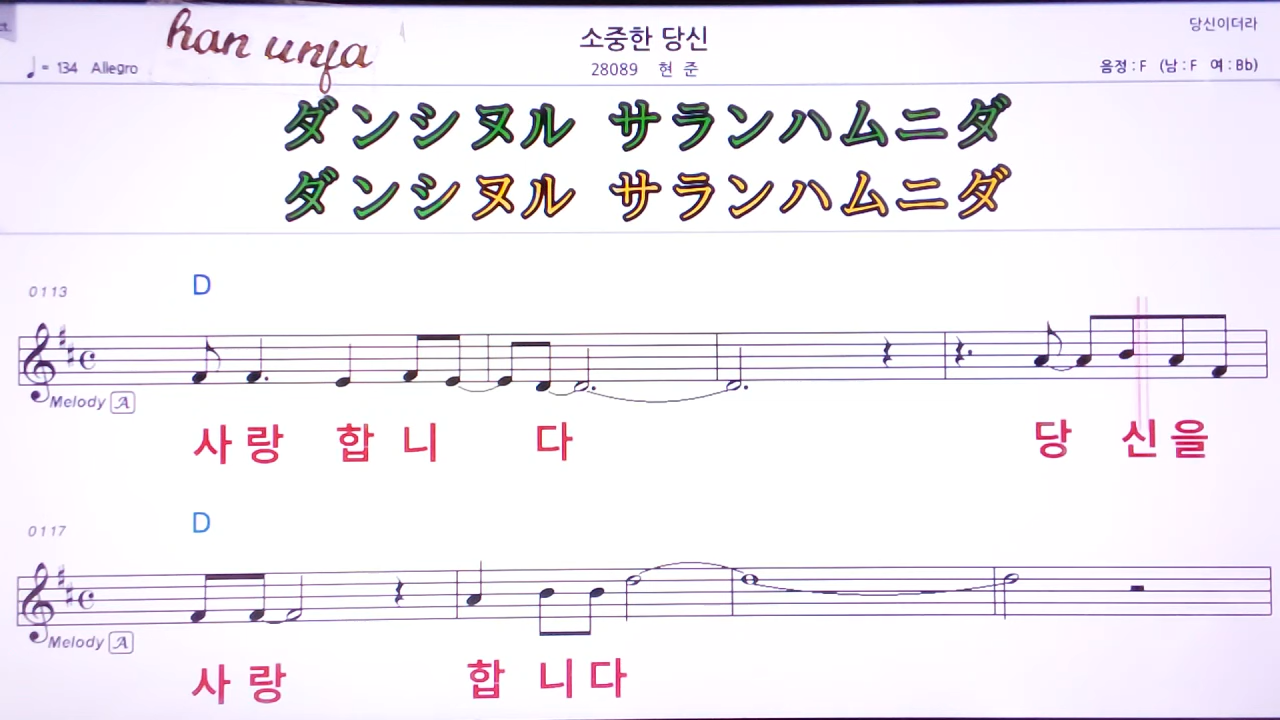 han unfa
소중한 당신
당신이더라
♩= 134 Allegro
28089 현 준
음정 : F (남 : F 여 : Bb)
ダンシヌル サランハムニダ
ダンシヌル サランハムニダ
0113
D
Melody A
사 랑 합 니 다 당 신 을
0117
D
Melody A
사 랑 합 니 다